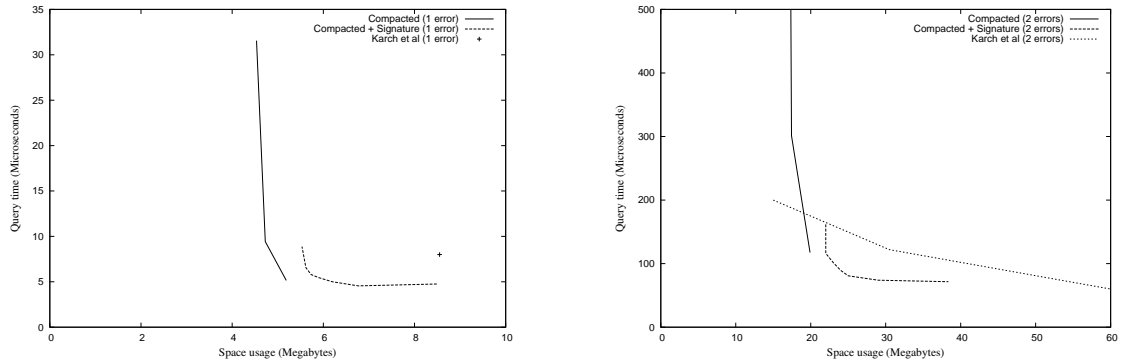 35
30
25
20
15
10
5
0
0 2 4 6 8 10
Query time (Microseconds)
Space usage (Megabytes)
Compacted (1 error)
Compacted + Signature (1 error)
Karch et al (1 error)
500
400
300
200
100
0
0 10 20 30 40 50 60
Query time (Microseconds)
Space usage (Megabytes)
Compacted (2 errors)
Compacted + Signature (2 errors)
Karch et al (2 errors)